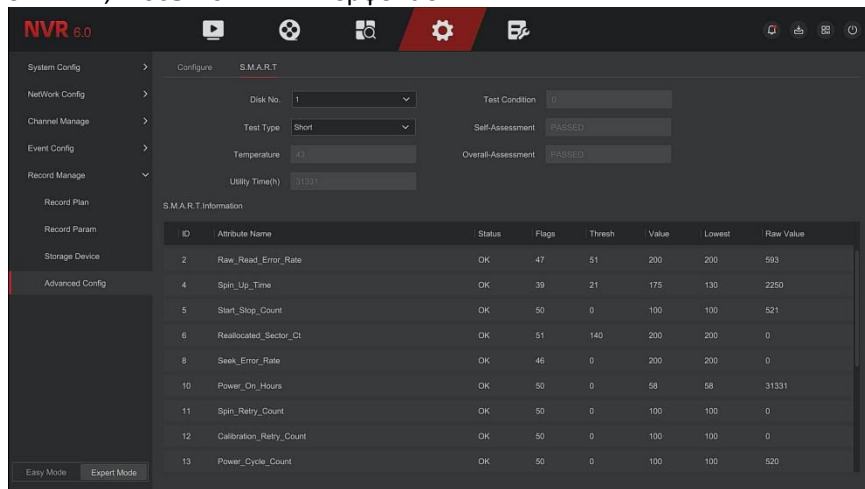 NVR 6.0
System Config
NetWork Config
Channel Manage
Event Config
Record Manage
Record Plan
Record Param
Storage Device
Advanced Config
Easy Mode Expert Mode
Configure S.M.A.R.T
Disk No. 1 Test Condition 0
Test Type Short Self-Assessment PASSED
Temperature 43 Overall-Assessment PASSED
Utility Time(h) 31331
S.M.A.R.T.Information
ID Attribute Name Status Flags Thresh Value Lowest Raw Value
2 Raw_Read_Error_Rate OK 47 51 200 200 593
4 Spin_Up_Time OK 39 21 175 130 2250
5 Start_Stop_Count OK 50 0 100 100 521
6 Reallocated_Sector_Ct OK 51 140 200 200 0
8 Seek_Error_Rate OK 46 0 200 200 0
10 Power_On_Hours OK 50 0 58 58 31331
11 Spin_Retry_Count OK 50 0 100 100 0
12 Calibration_Retry_Count OK 50 0 100 100 0
13 Power_Cycle_Count OK 50 0 100 100 520